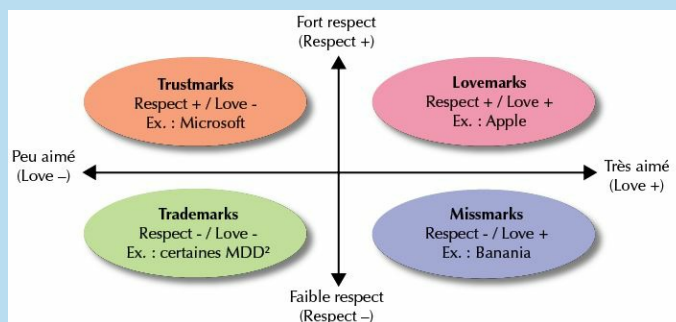 Fort respect
(Respect +)
Trustmarks
Respect + / Love -
Ex. : Microsoft
Lovemarks
Respect + / Love +
Ex. : Apple
Peu aimé
(Love –)
Très aimé
(Love +)
Trademarks
Respect - / Love -
Ex. : certaines MDD²
Missmarks
Respect - / Love +
Ex. : Banania
Faible respect
(Respect –)